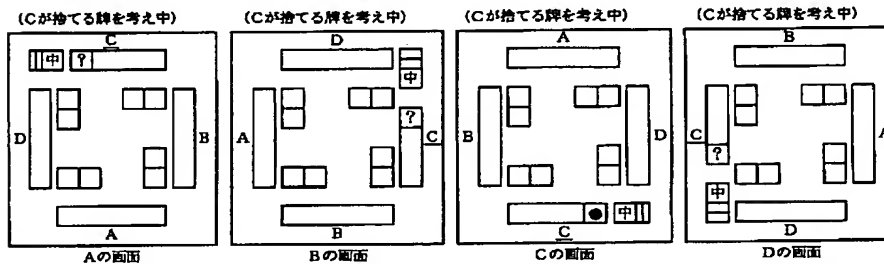 (Cが捨てる牌を考え中) (Cが捨てる牌を考え中) (Cが捨てる牌を考え中) (Cが捨てる牌を考え中)
C
中 ?
D B
A
Aの画面
D
中
?
A C
B
Bの画面
A
B D
● 中
C
Cの画面
B
C A
?
中
D
Dの画面